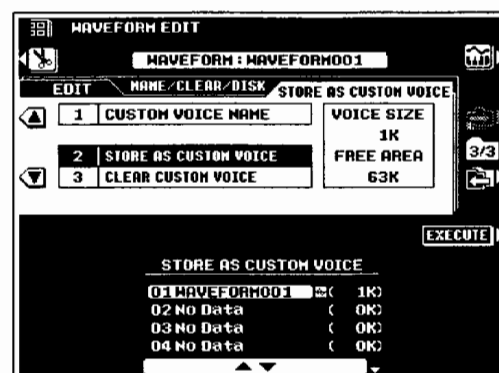 WAVEFORM EDIT
WAVEFORM : WAVEFORM001
EDIT NAME/CLEAR/DISK STORE AS CUSTOM VOICE
1 CUSTOM VOICE NAME
2 STORE AS CUSTOM VOICE
3 CLEAR CUSTOM VOICE
VOICE SIZE
1K
FREE AREA
63K
3/3
EXECUTE
STORE AS CUSTOM VOICE
01 WAVEFORM001 ( 1K)
02 No Data ( 0K)
03 No Data ( 0K)
04 No Data ( 0K)